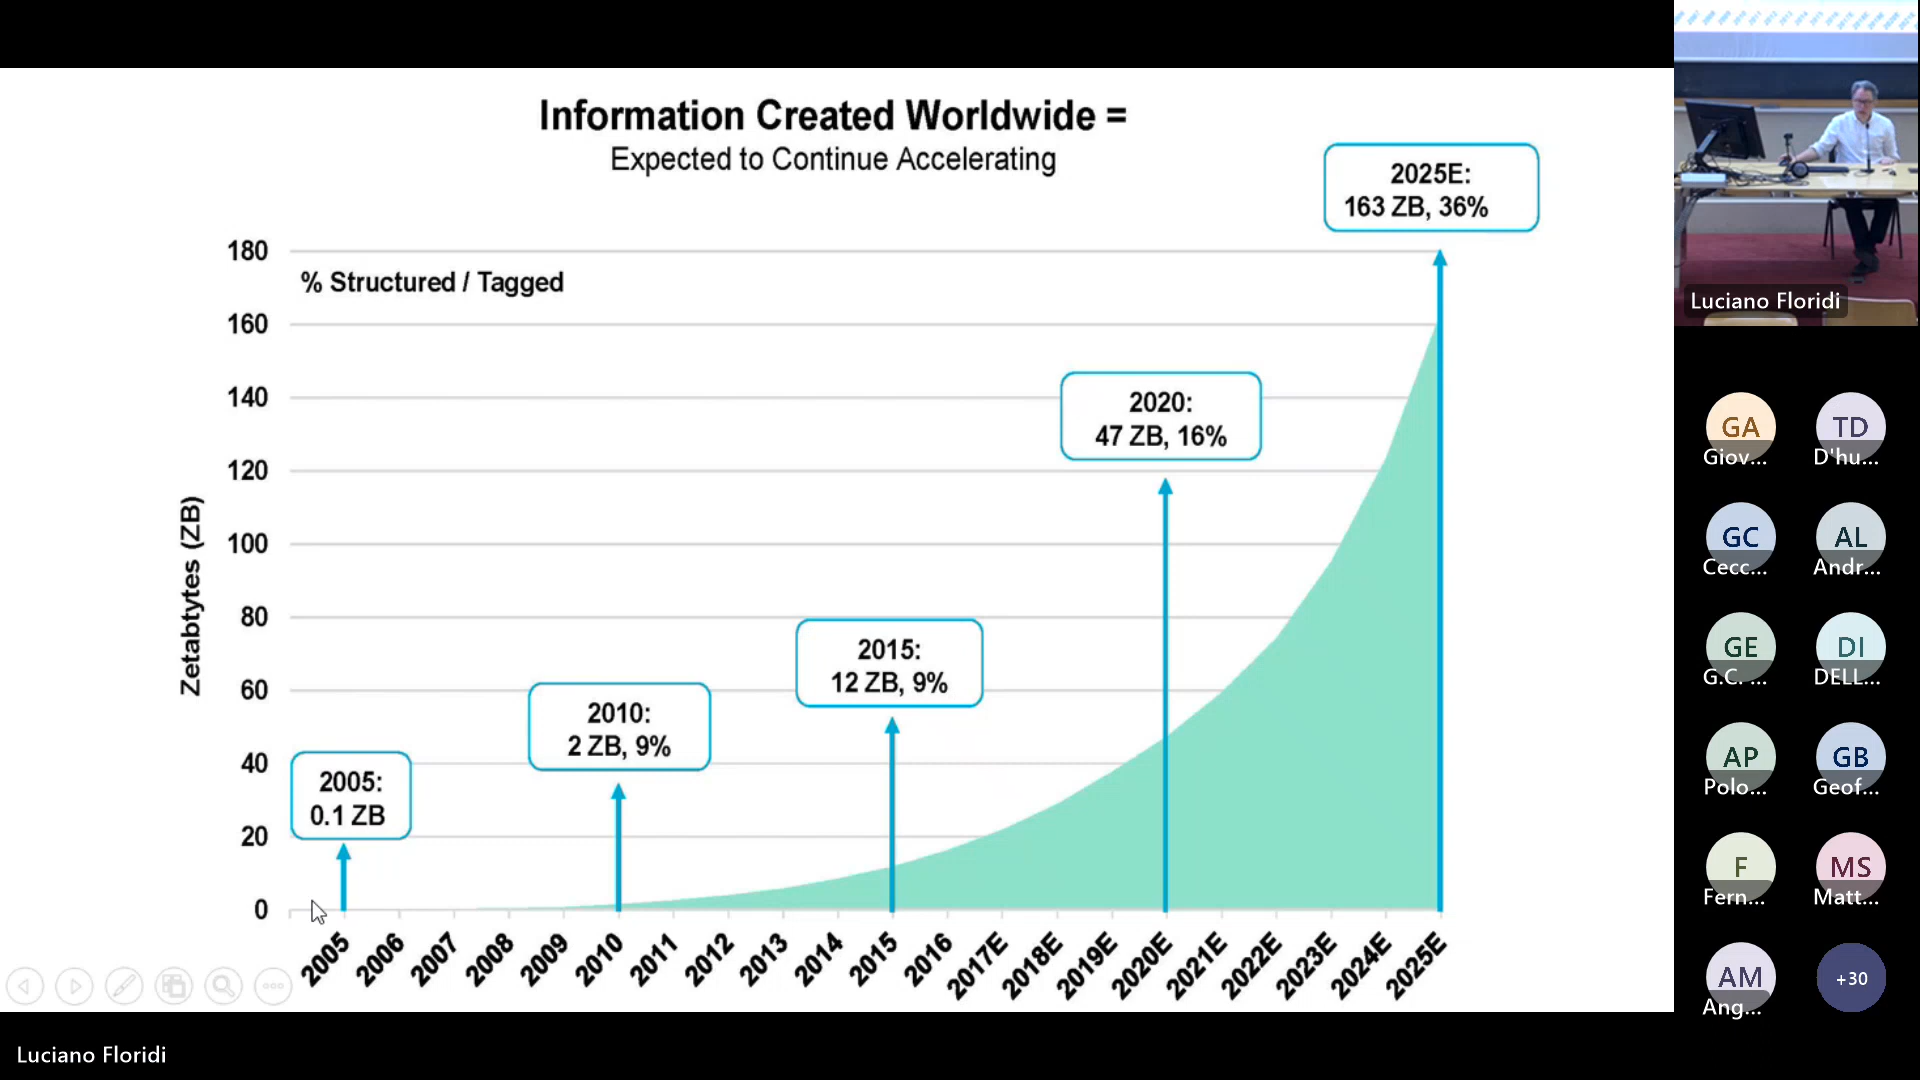 Information Created Worldwide =
Expected to Continue Accelerating
2025E:
163 ZB, 36%
180
% Structured / Tagged
160
2020:
47 ZB, 16%
140
120
Zetabtytes (ZB)
100
80
2015:
12 ZB, 9%
60
2010:
2 ZB, 9%
40
2005:
0.1 ZB
20
0
2005
2006
2007
2008
2009
2010
2011
2012
2013
2014
2015
2016
2017E
2018E
2019E
2020E
2021E
2022E
2023E
2024E
2025E
Luciano Floridi
Luciano Floridi
GA
Giov...
TD
D'hu...
GC
Cecc...
AL
Andr...
GE
G.C. ...
DI
DELL...
AP
Polo...
GB
Geof...
F
Fern...
MS
Matt...
AM
Ang...
+30